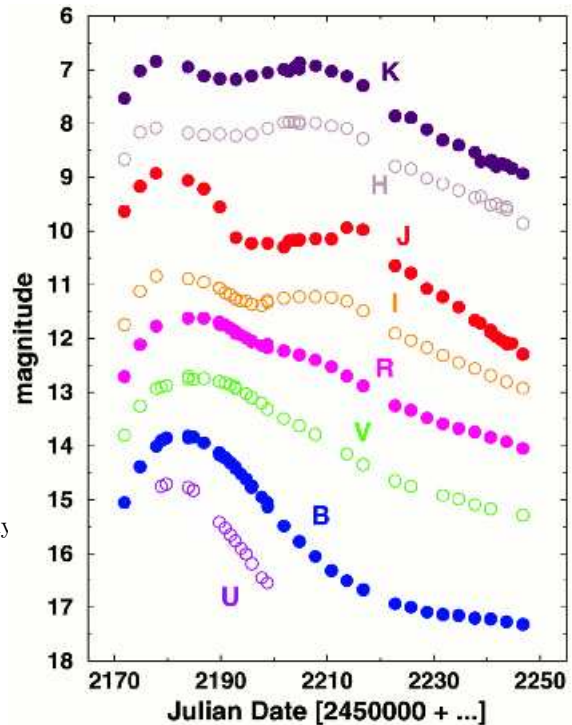 6
7
8
9
10
11
12
13
14
15
16
17
18
magnitude
K
H
J
I
R
V
B
U
y
2170 2190 2210 2230 2250
Julian Date [2450000 + ...]